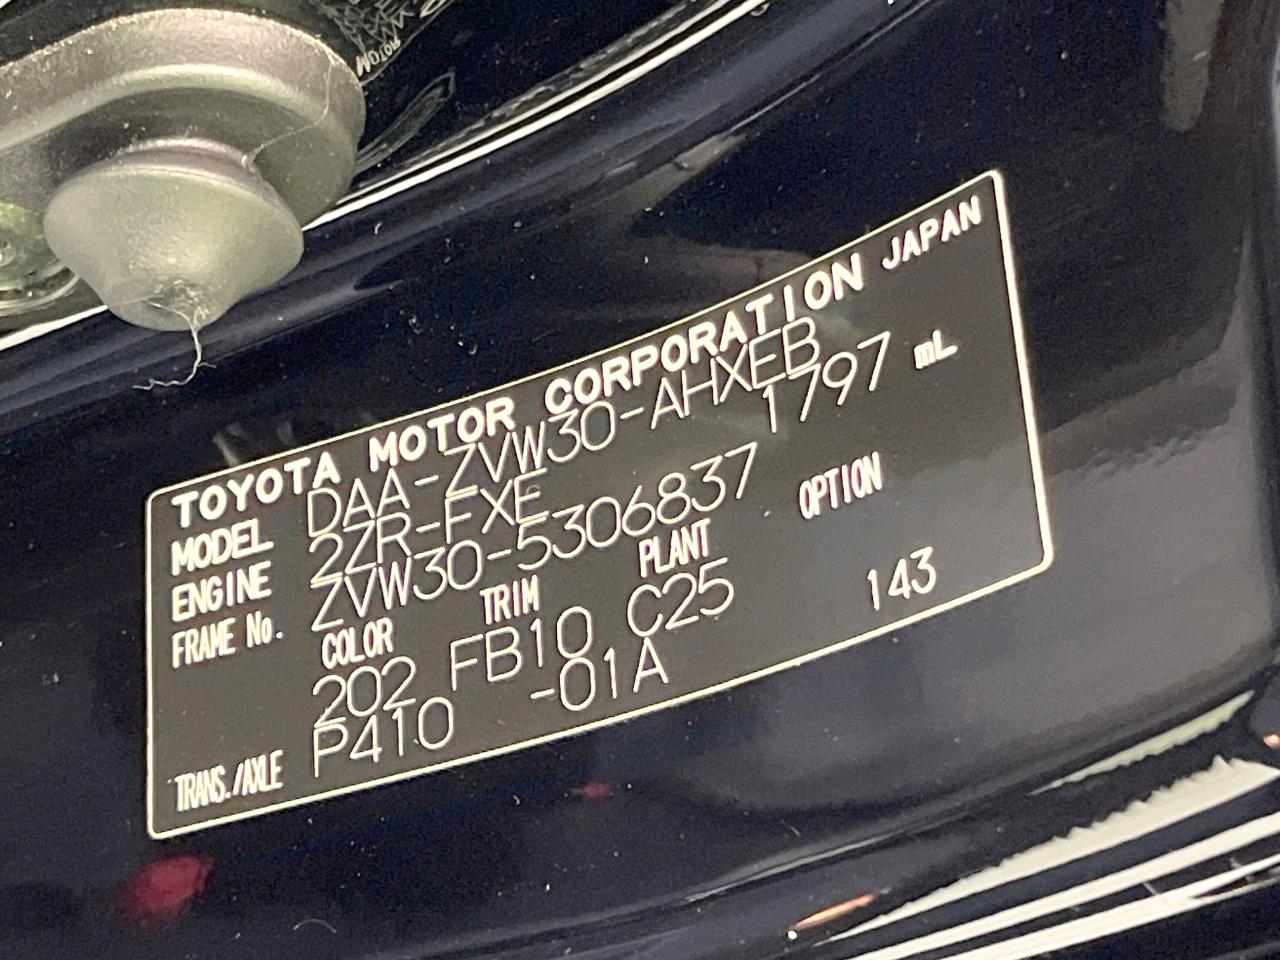 TOYOTA MOTOR CORPORATION JAPAN
MODEL DAA-ZVW30-AHXEB
ENGINE 2ZR-FXE 1797 mL
FRAME No. ZVW30-5306837
COLOR TRIM PLANT OPTION
202 FB10 C25 143
TRANS./AXLE P410 -01A